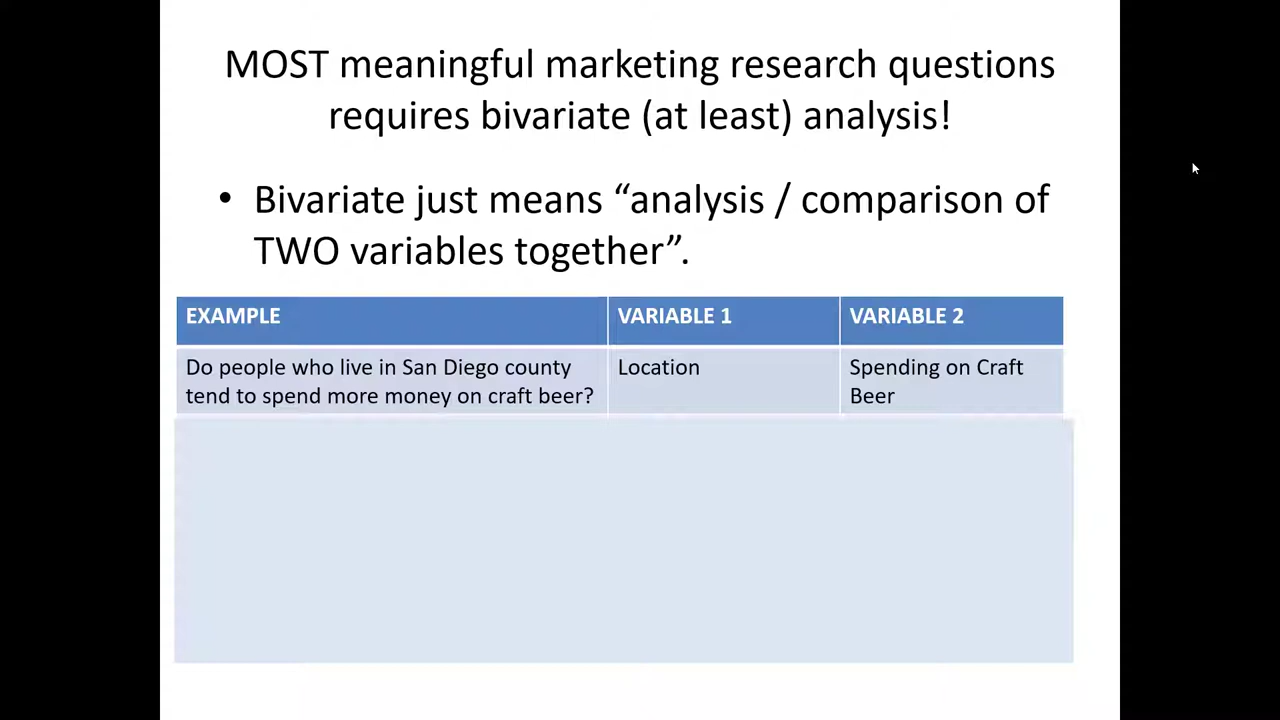 MOST meaningful marketing research questions
requires bivariate (at least) analysis!
• Bivariate just means “analysis / comparison of
TWO variables together”.
EXAMPLE VARIABLE 1 VARIABLE 2
Do people who live in San Diego county
tend to spend more money on craft beer?
Location
Spending on Craft
Beer